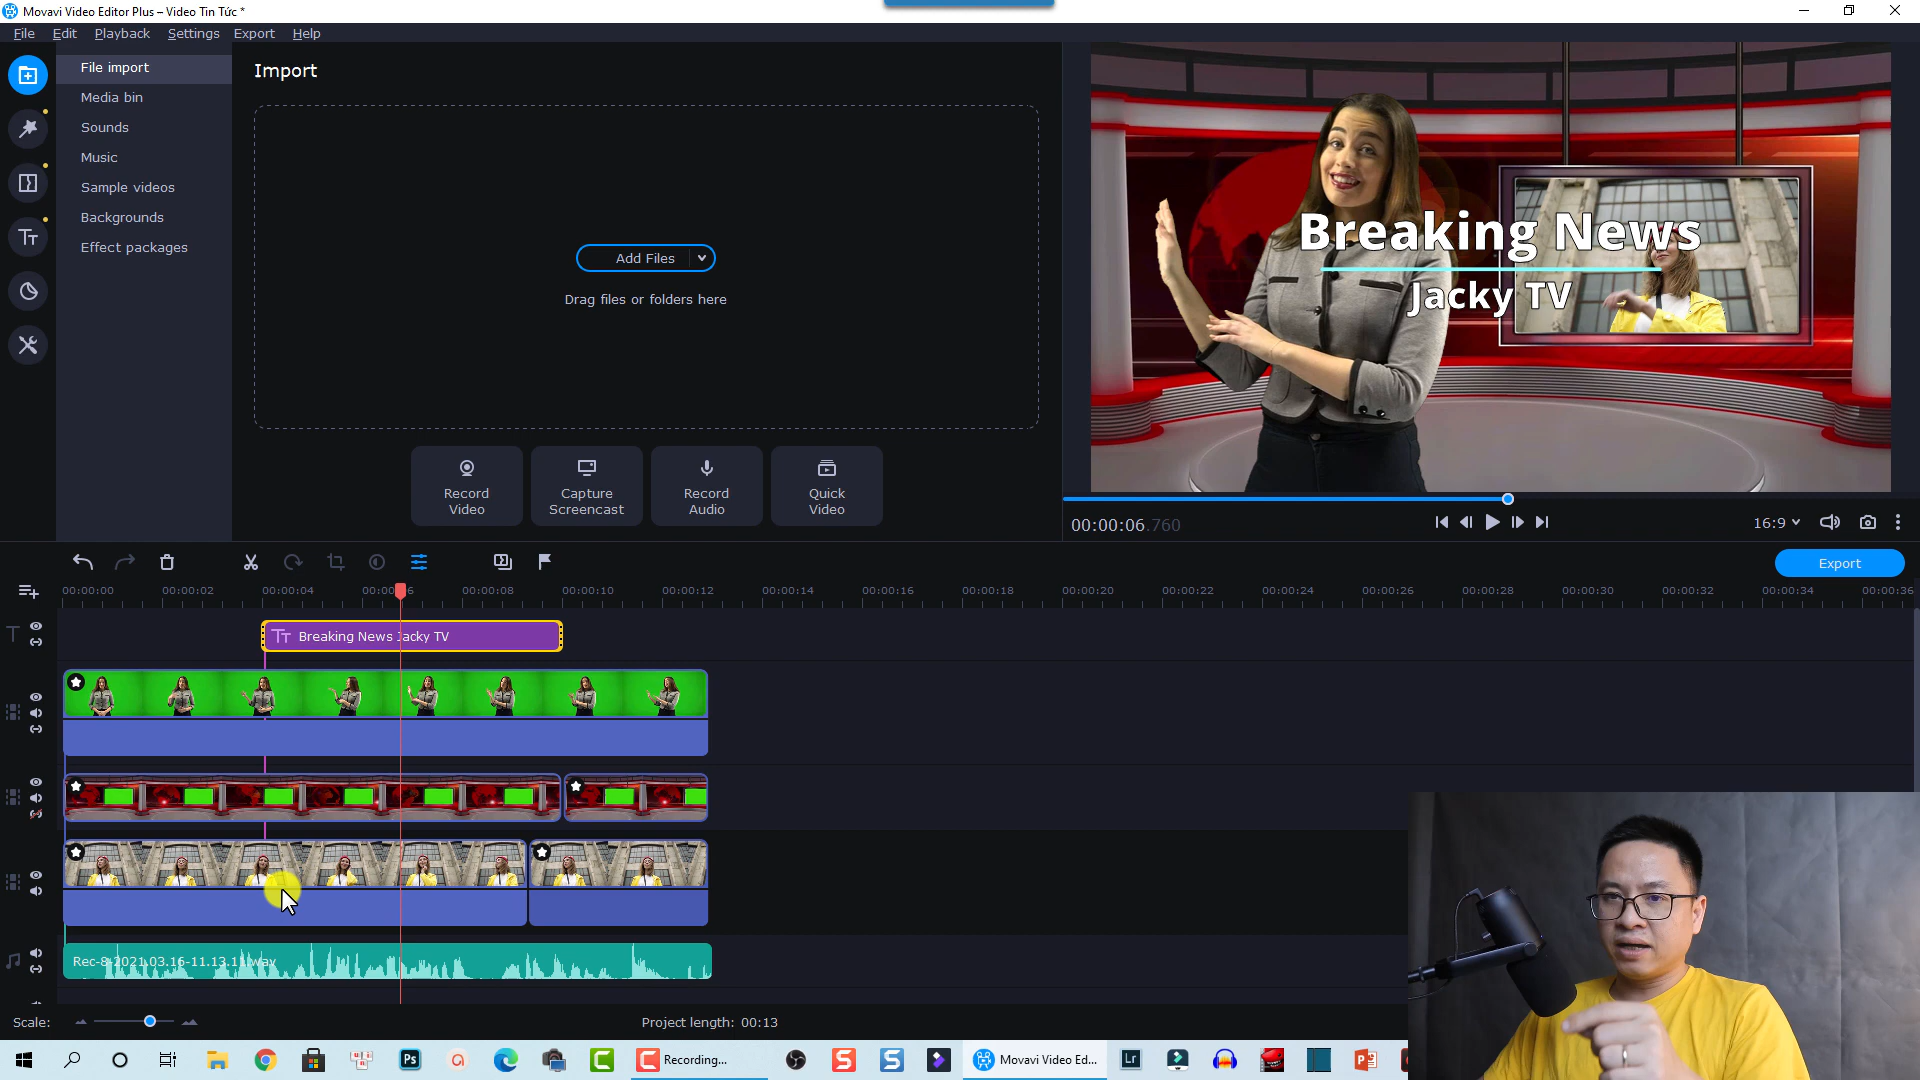 Movavi Video Editor Plus – Video Tin Tức *
File Edit Playback Settings Export Help
File import
Media bin
Sounds
Music
Sample videos
Backgrounds
Effect packages
Import
Add Files
Drag files or folders here
Record Video
Capture Screencast
Record Audio
Quick Video
Breaking News
Jacky TV
00:00:06.760
16:9
Export
00:00:00 00:00:02 00:00:04 00:00:08 00:00:10 00:00:12 00:00:14 00:00:16 00:00:18 00:00:20 00:00:22 00:00:24 00:00:26 00:00:28 00:00:30 00:00:32 00:00:34 00:00:36
Breaking News Jacky TV
Scale:
Project length: 00:13
Ps
Recording...
Movavi Video Ed...
Lr